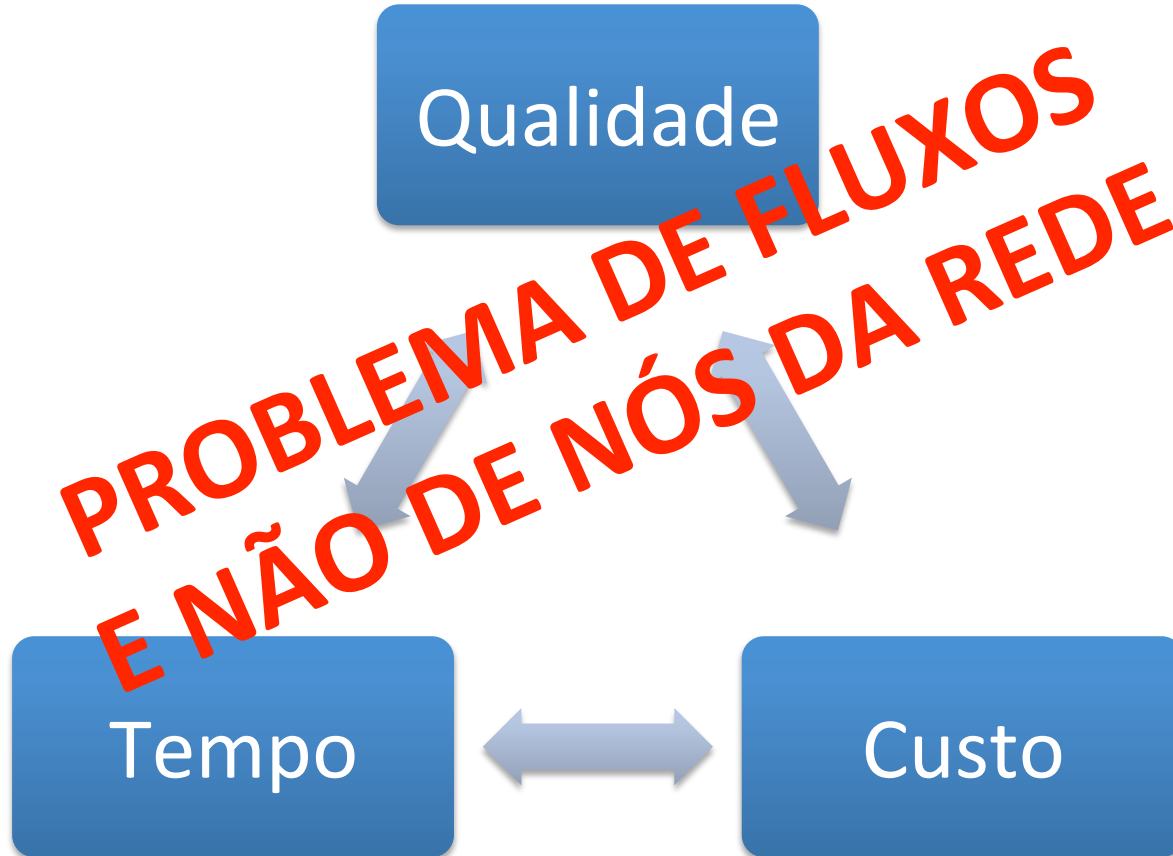 Qualidade
PROBLEMA DE FLUXOS
E NÃO DE NÓS DA REDE
Tempo
Custo